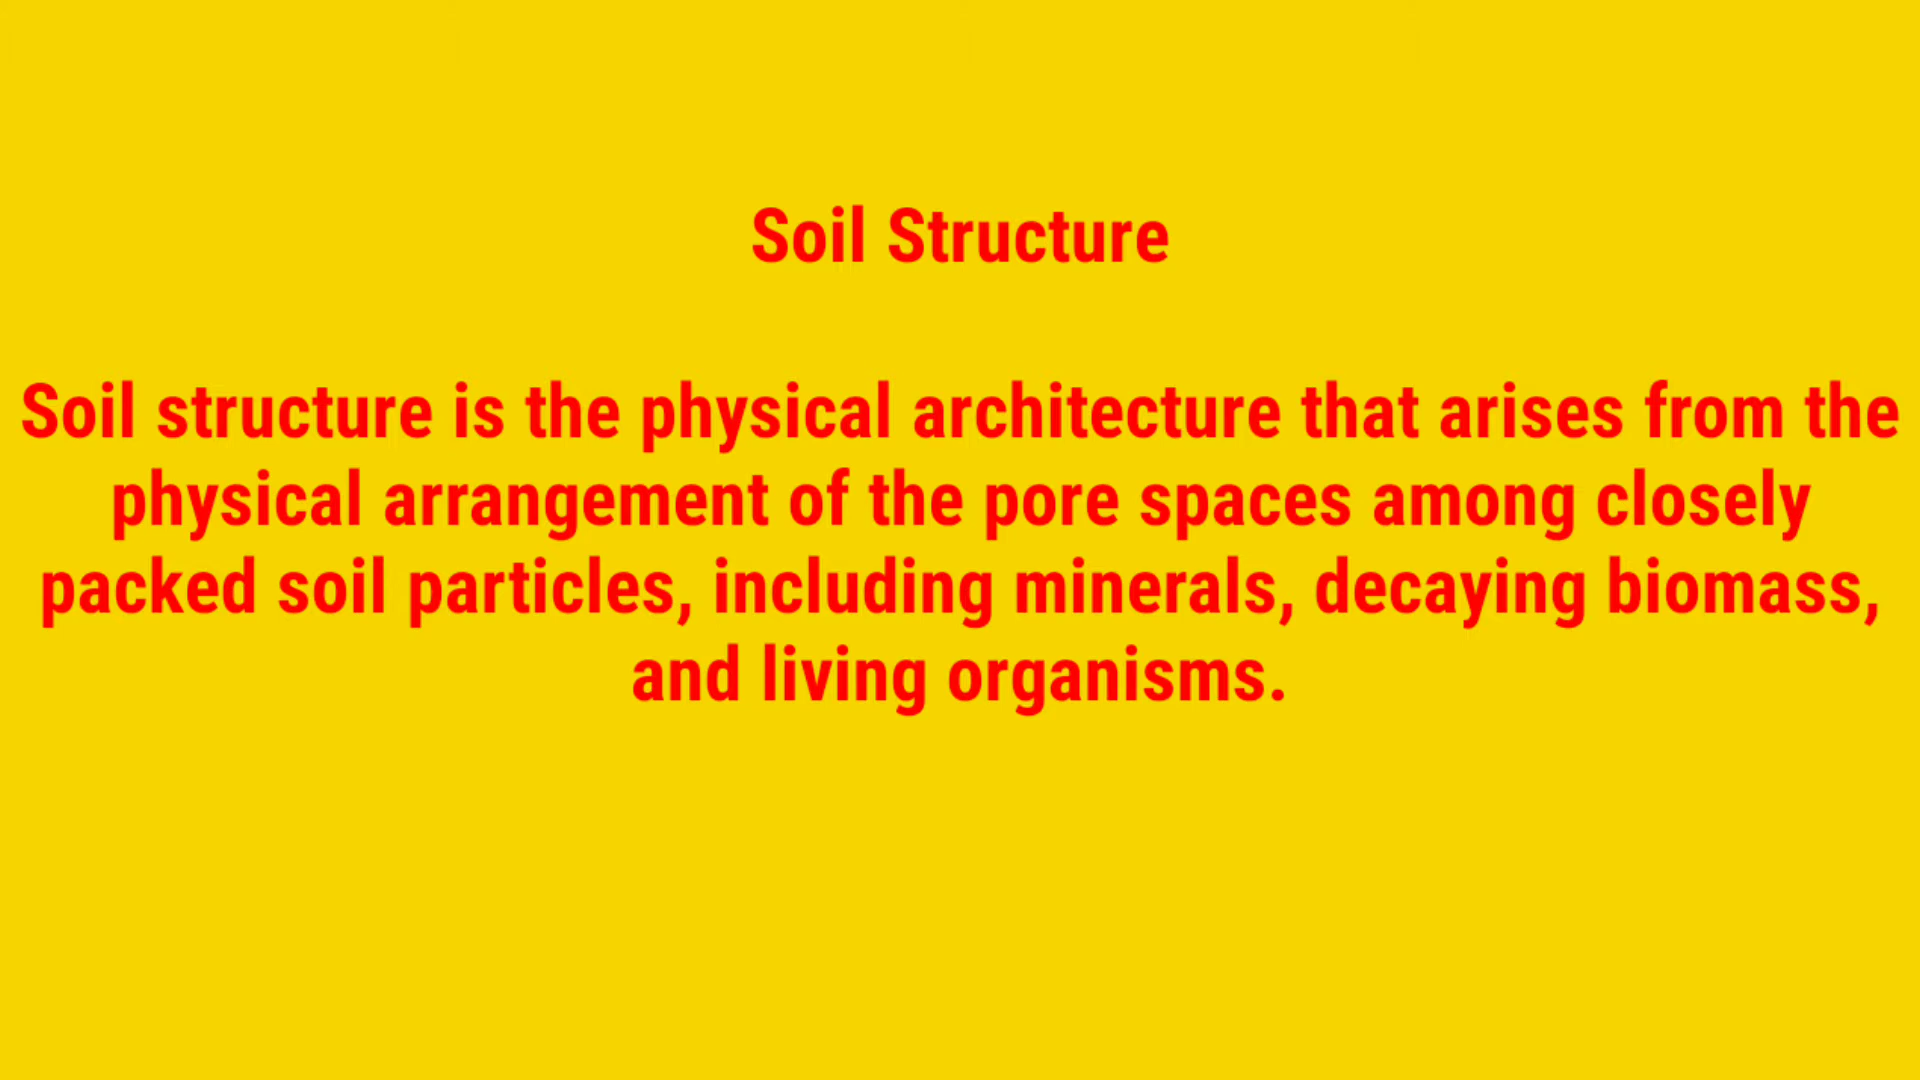 Soil Structure
Soil structure is the physical architecture that arises from the
physical arrangement of the pore spaces among closely
packed soil particles, including minerals, decaying biomass,
and living organisms.